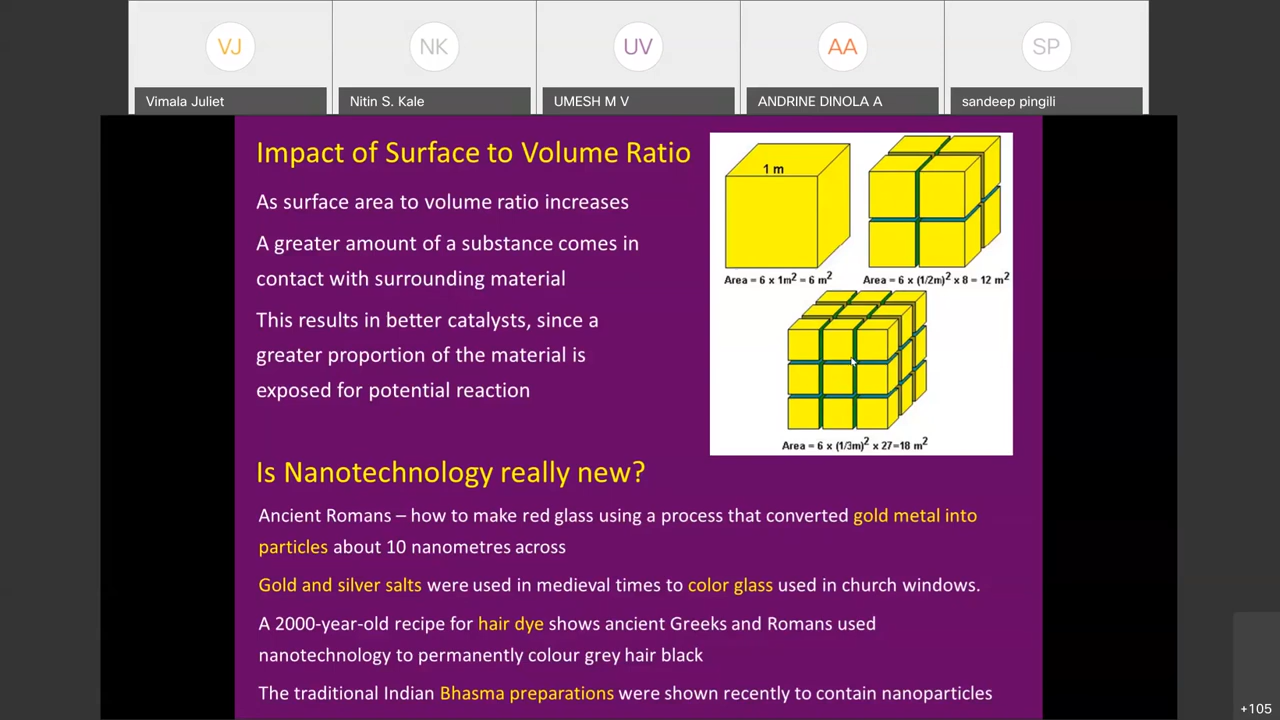 VJ
NK
UV
AA
SP
Vimala Juliet
Nitin S. Kale
UMESH M V
ANDRINE DINOLA A
sandeep pingili
Impact of Surface to Volume Ratio
As surface area to volume ratio increases
A greater amount of a substance comes in
contact with surrounding material
This results in better catalysts, since a
greater proportion of the material is
exposed for potential reaction
1 m
Area = 6 x 1m² = 6 m²
Area = 6 x (1/2m)² x 8 = 12 m²
Area = 6 x (1/3m)² x 27=18 m²
Is Nanotechnology really new?
Ancient Romans – how to make red glass using a process that converted gold metal into
particles about 10 nanometres across
Gold and silver salts were used in medieval times to color glass used in church windows.
A 2000-year-old recipe for hair dye shows ancient Greeks and Romans used
nanotechnology to permanently colour grey hair black
The traditional Indian Bhasma preparations were shown recently to contain nanoparticles
+105